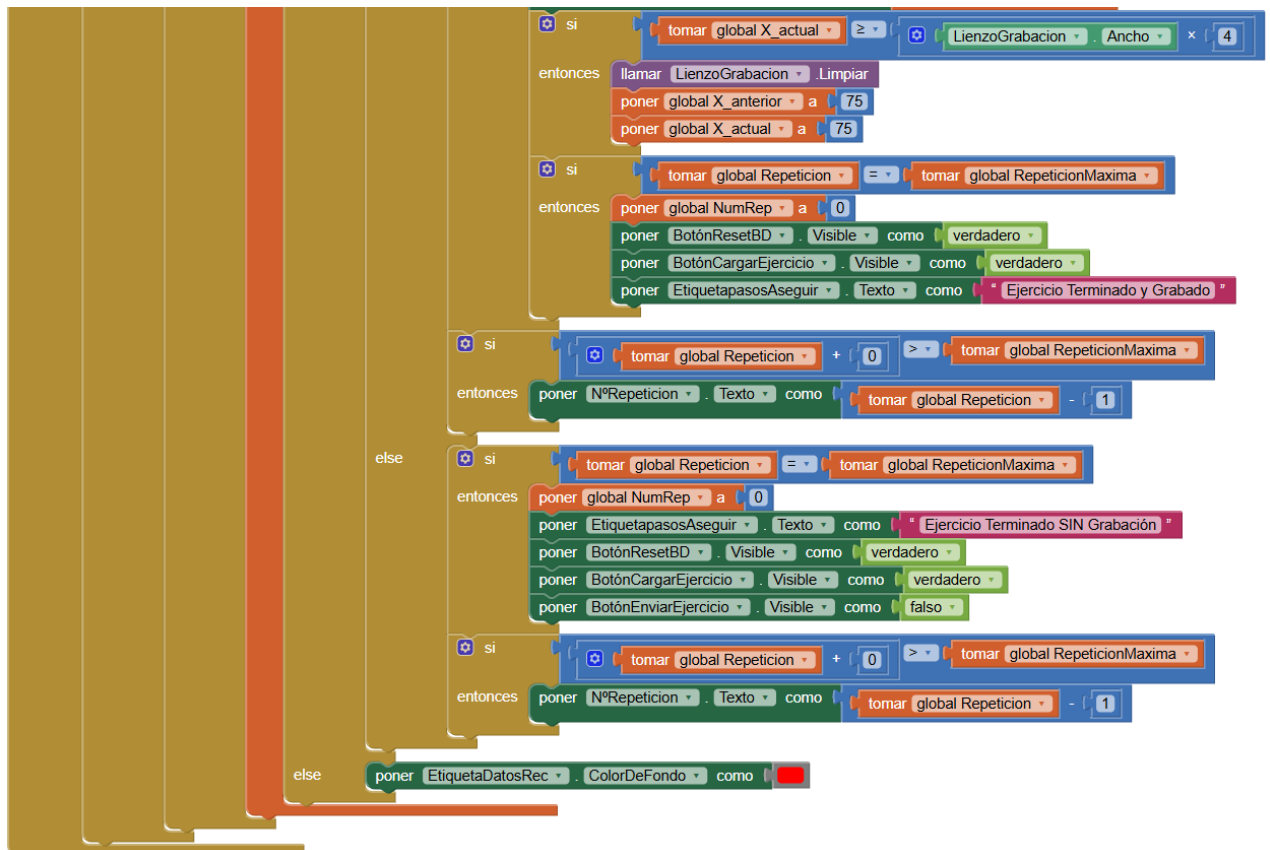 si tomar global X_actual ≥ LienzoGrabacion . Ancho × 4
entonces llamar LienzoGrabacion .Limpiar
poner global X_anterior a 75
poner global X_actual a 75
si tomar global Repeticion = tomar global RepeticionMaxima
entonces poner global NumRep a 0
poner BotónResetBD . Visible como verdadero
poner BotónCargarEjercicio . Visible como verdadero
poner EtiquetapasosAseguir . Texto como “ Ejercicio Terminado y Grabado ”
si tomar global Repeticion + 0 > tomar global RepeticionMaxima
entonces poner NºRepeticion . Texto como tomar global Repeticion - 1
else si tomar global Repeticion = tomar global RepeticionMaxima
entonces poner global NumRep a 0
poner EtiquetapasosAseguir . Texto como “ Ejercicio Terminado SIN Grabación ”
poner BotónResetBD . Visible como verdadero
poner BotónCargarEjercicio . Visible como verdadero
poner BotónEnviarEjercicio . Visible como falso
si tomar global Repeticion + 0 > tomar global RepeticionMaxima
entonces poner NºRepeticion . Texto como tomar global Repeticion - 1
else poner EtiquetaDatosRec . ColorDeFondo como